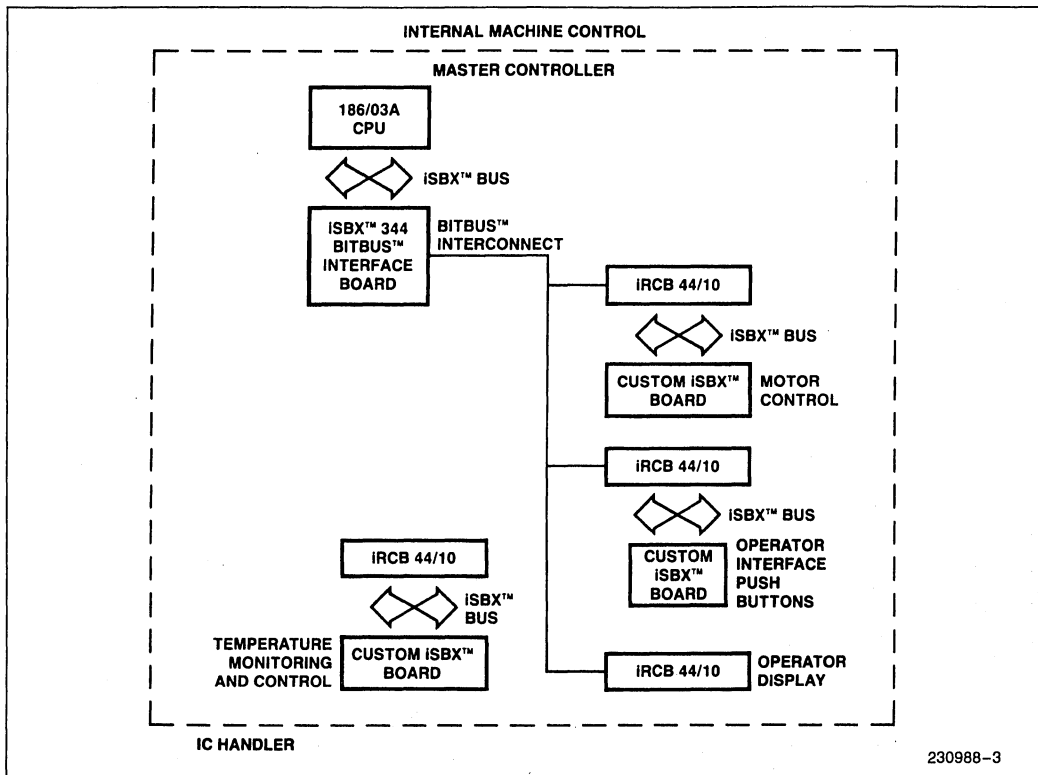 INTERNAL MACHINE CONTROL
MASTER CONTROLLER
186/03A
CPU
iSBX™ BUS
iSBX™ 344
BITBUS™
INTERFACE
BOARD
BITBUS™
INTERCONNECT
iRCB 44/10
iSBX™ BUS
CUSTOM iSBX™
BOARD
MOTOR
CONTROL
iRCB 44/10
iSBX™ BUS
CUSTOM
iSBX™
BOARD
OPERATOR
INTERFACE
PUSH
BUTTONS
iRCB 44/10
iSBX™
BUS
TEMPERATURE
MONITORING
AND CONTROL
CUSTOM iSBX™
BOARD
iRCB 44/10
OPERATOR
DISPLAY
IC HANDLER
230988-3